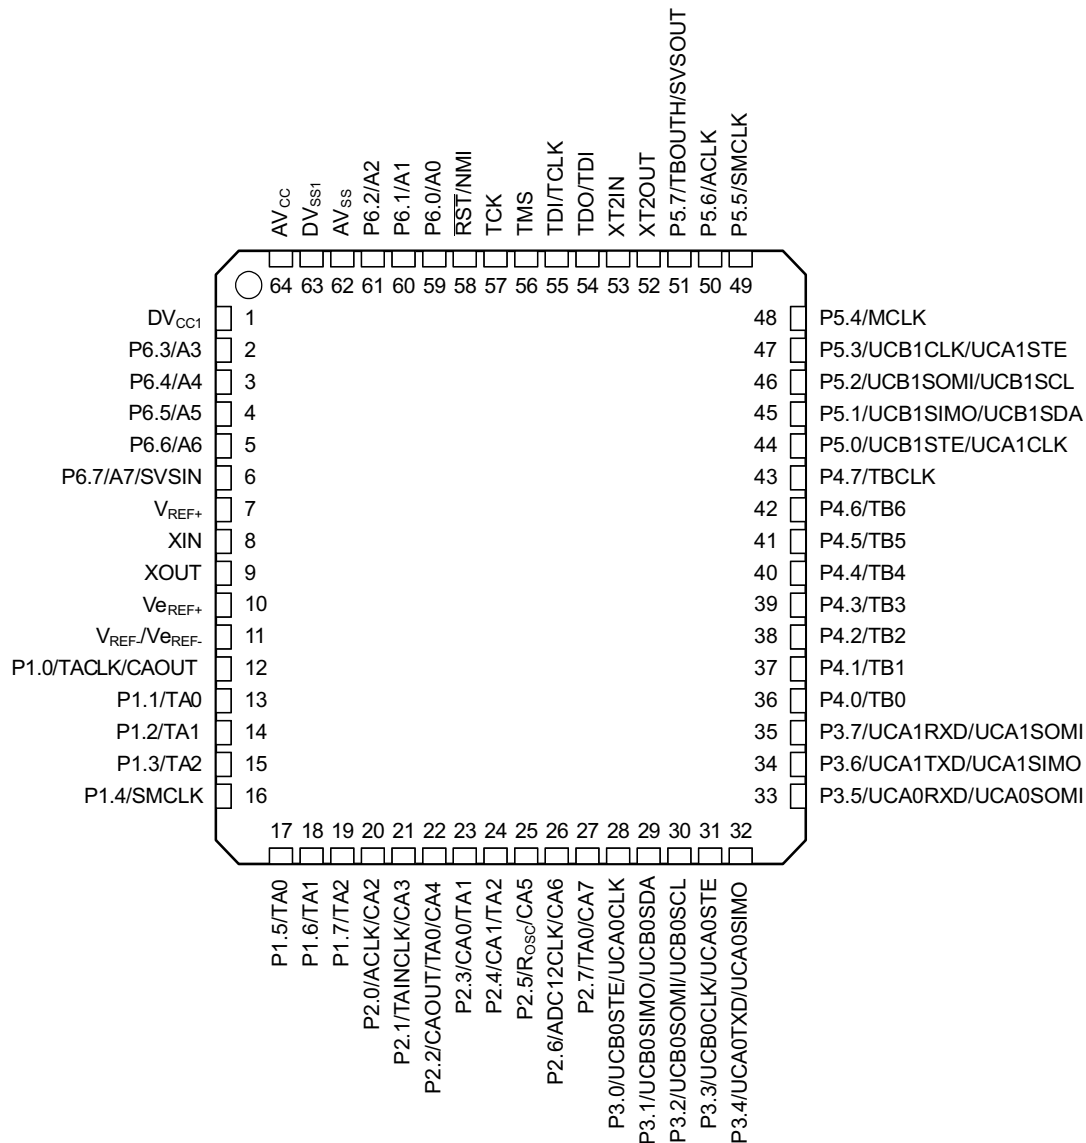 AVCC
DVSS1
AVSS
P6.2/A2
P6.1/A1
P6.0/A0
RST/NMI
TCK
TMS
TDI/TCLK
TDO/TDI
XT2IN
XT2OUT
P5.7/TBOUTH/SVSOUT
P5.6/ACLK
P5.5/SMCLK
64 63 62 61 60 59 58 57 56 55 54 53 52 51 50 49
DVCC1 1
P6.3/A3 2
P6.4/A4 3
P6.5/A5 4
P6.6/A6 5
P6.7/A7/SVSIN 6
VREF+ 7
XIN 8
XOUT 9
VeREF+ 10
VREF-/VeREF- 11
P1.0/TACLK/CAOUT 12
P1.1/TA0 13
P1.2/TA1 14
P1.3/TA2 15
P1.4/SMCLK 16
48 P5.4/MCLK
47 P5.3/UCB1CLK/UCA1STE
46 P5.2/UCB1SOMI/UCB1SCL
45 P5.1/UCB1SIMO/UCB1SDA
44 P5.0/UCB1STE/UCA1CLK
43 P4.7/TBCLK
42 P4.6/TB6
41 P4.5/TB5
40 P4.4/TB4
39 P4.3/TB3
38 P4.2/TB2
37 P4.1/TB1
36 P4.0/TB0
35 P3.7/UCA1RXD/UCA1SOMI
34 P3.6/UCA1TXD/UCA1SIMO
33 P3.5/UCA0RXD/UCA0SOMI
17 18 19 20 21 22 23 24 25 26 27 28 29 30 31 32
P1.5/TA0
P1.6/TA1
P1.7/TA2
P2.0/ACLK/CA2
P2.1/TAINCLK/CA3
P2.2/CAOUT/TA0/CA4
P2.3/CA0/TA1
P2.4/CA1/TA2
P2.5/ROSC/CA5
P2.6/ADC12CLK/CA6
P2.7/TA0/CA7
P3.0/UCB0STE/UCA0CLK
P3.1/UCB0SIMO/UCB0SDA
P3.2/UCB0SOMI/UCB0SCL
P3.3/UCB0CLK/UCA0STE
P3.4/UCA0TXD/UCA0SIMO